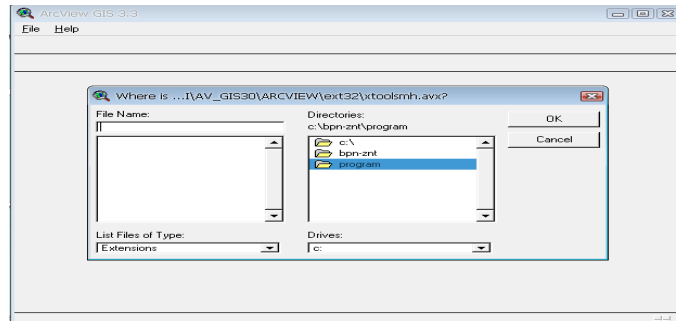 ArcView GIS 3.3
File Help
Where is ...I\AV_GIS30\ARCVIEW\ext32\xtoolsmh.avx?
File Name:
Directories:
c:\bpn-znt\program
c:\
bpn-znt
program
OK
Cancel
List Files of Type:
Extensions
Drives:
c: